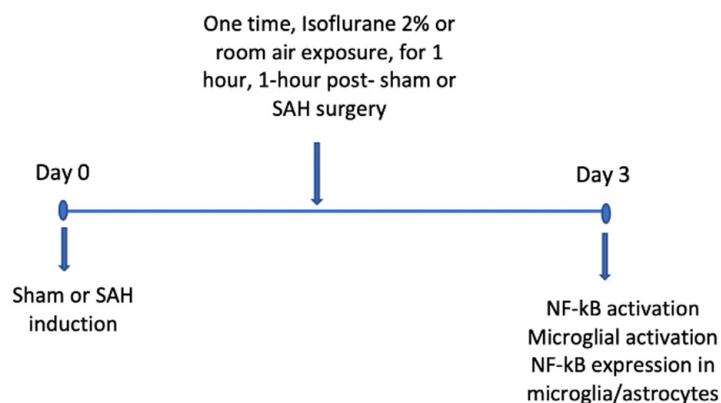 One time, Isoflurane 2% or
room air exposure, for 1
hour, 1-hour post- sham or
SAH surgery
Day 0
Day 3
Sham or SAH
induction
NF-kB activation
Microglial activation
NF-kB expression in
microglia/astrocytes